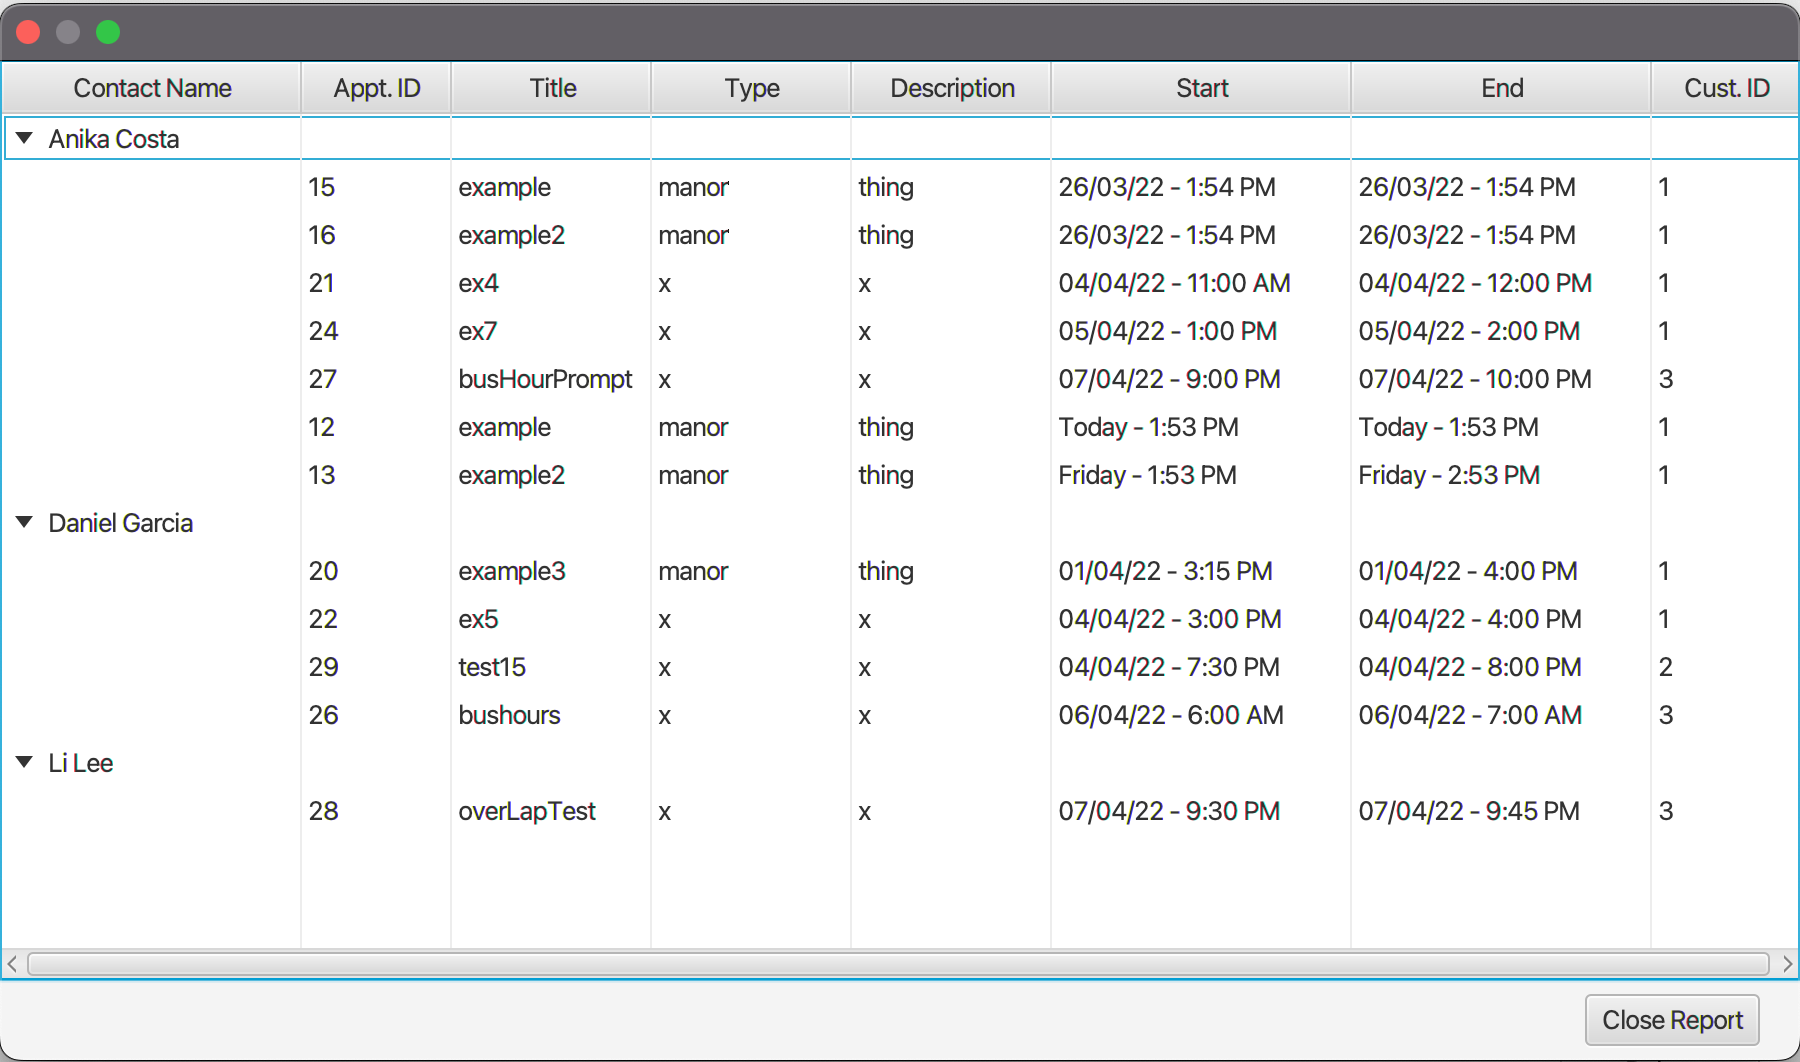 Contact Name Appt. ID Title Type Description Start End Cust. ID
Anika Costa
15 example manor thing 26/03/22 - 1:54 PM 26/03/22 - 1:54 PM 1
16 example2 manor thing 26/03/22 - 1:54 PM 26/03/22 - 1:54 PM 1
21 ex4 x x 04/04/22 - 11:00 AM 04/04/22 - 12:00 PM 1
24 ex7 x x 05/04/22 - 1:00 PM 05/04/22 - 2:00 PM 1
27 busHourPrompt x x 07/04/22 - 9:00 PM 07/04/22 - 10:00 PM 3
12 example manor thing Today - 1:53 PM Today - 1:53 PM 1
13 example2 manor thing Friday - 1:53 PM Friday - 2:53 PM 1
Daniel Garcia
20 example3 manor thing 01/04/22 - 3:15 PM 01/04/22 - 4:00 PM 1
22 ex5 x x 04/04/22 - 3:00 PM 04/04/22 - 4:00 PM 1
29 test15 x x 04/04/22 - 7:30 PM 04/04/22 - 8:00 PM 2
26 bushours x x 06/04/22 - 6:00 AM 06/04/22 - 7:00 AM 3
Li Lee
28 overLapTest x x 07/04/22 - 9:30 PM 07/04/22 - 9:45 PM 3
Close Report